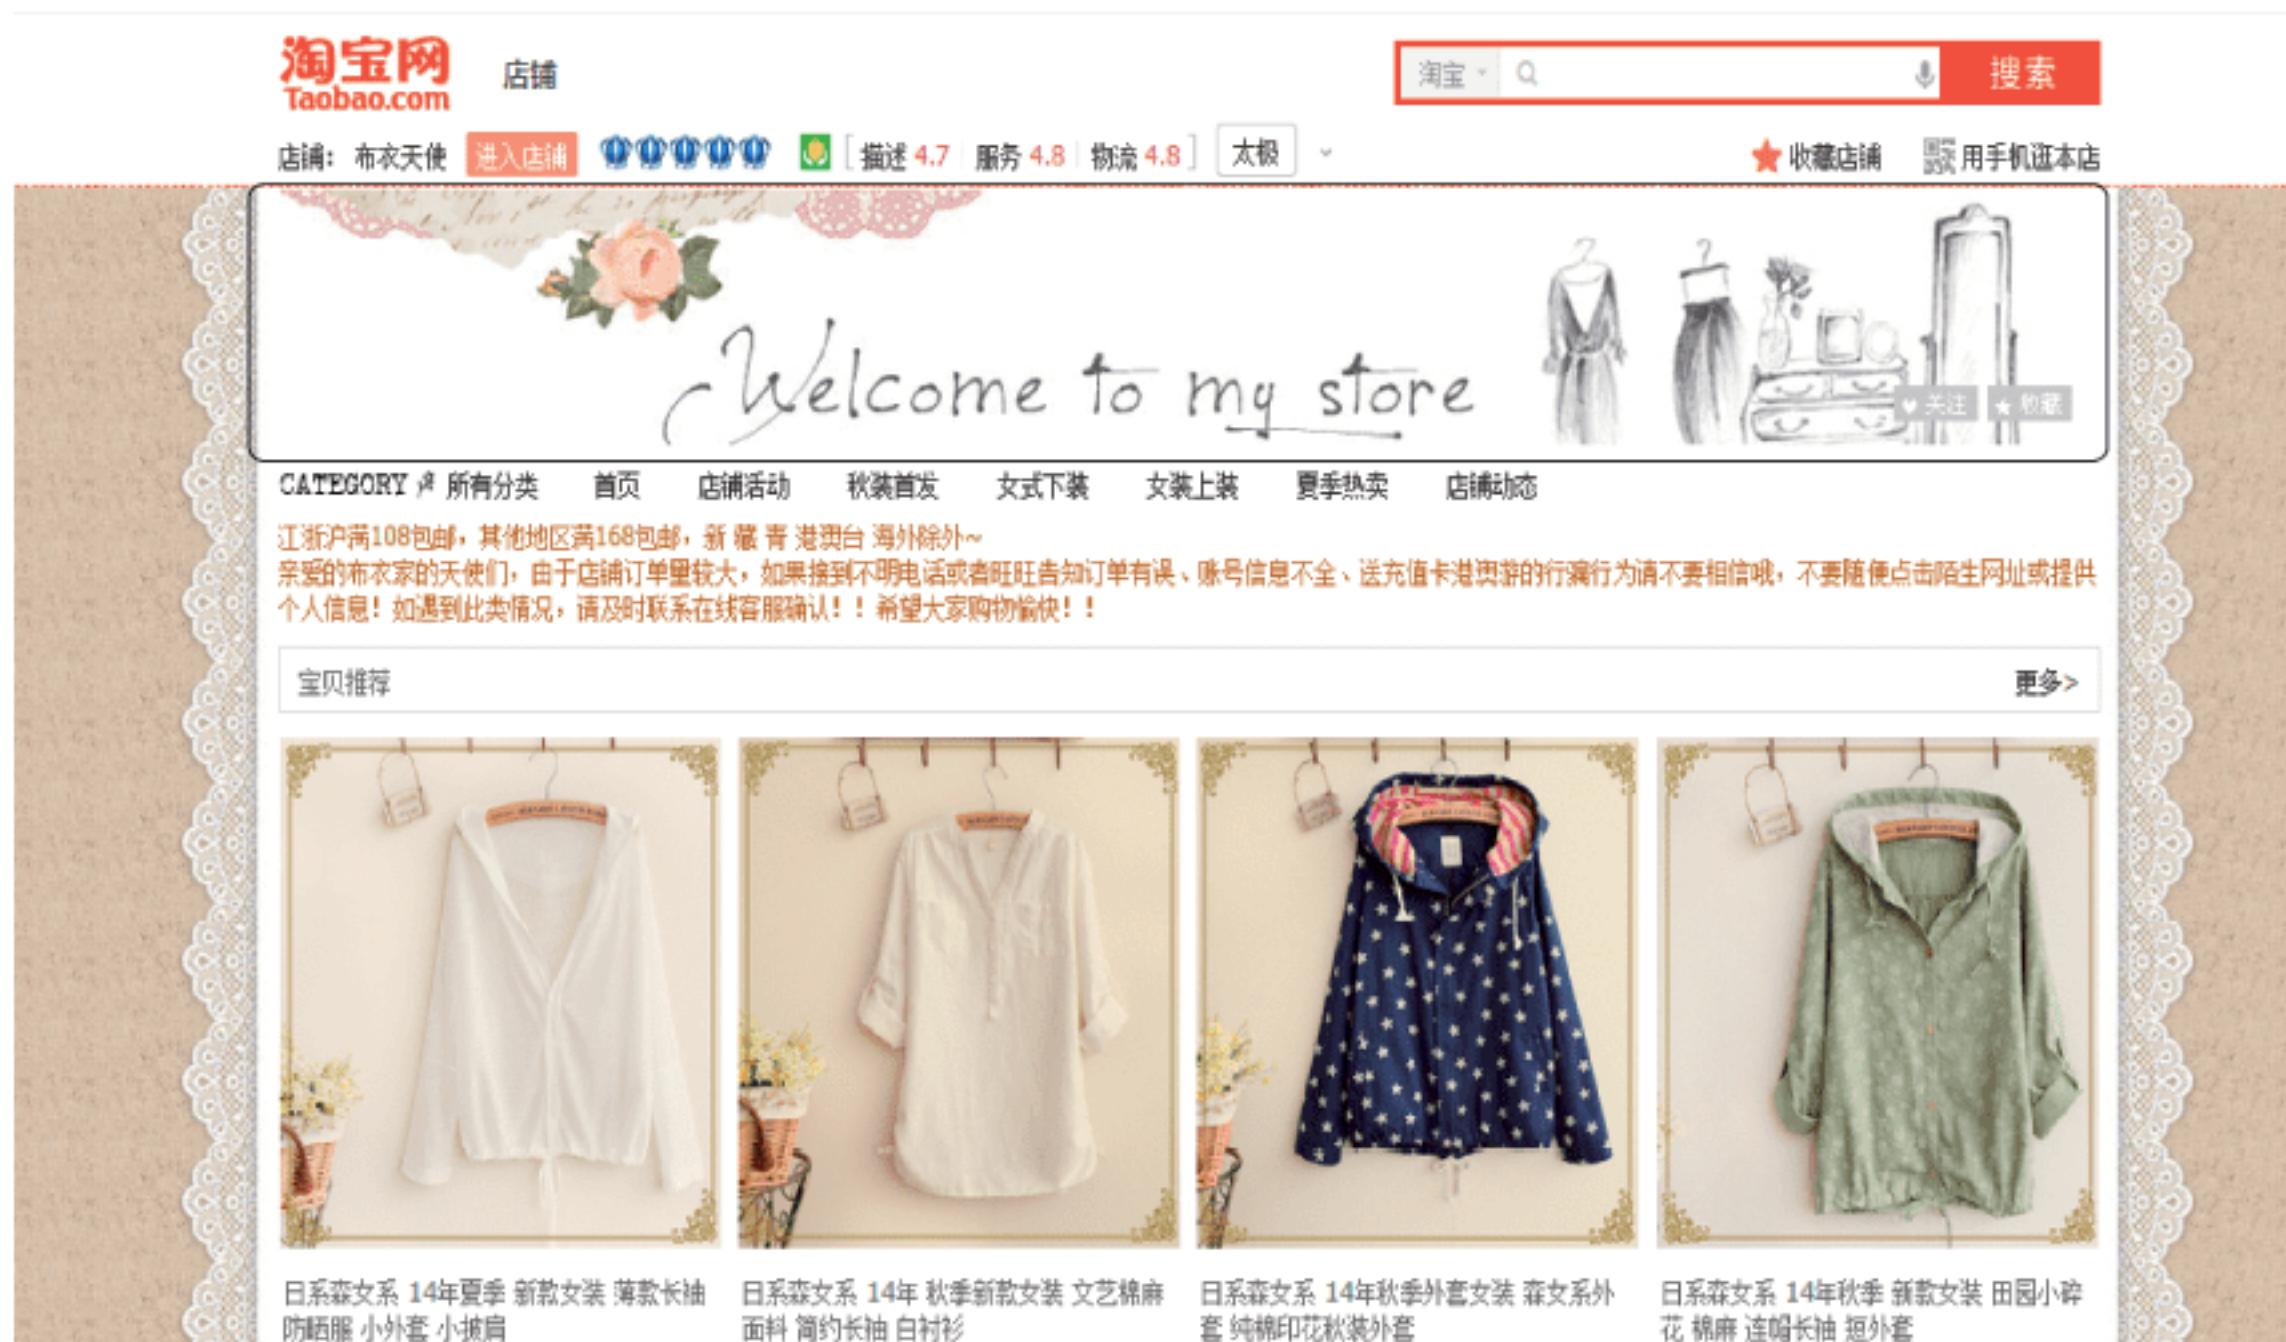 淘宝网
Taobao.com
店铺
淘宝
搜索
店铺： 布衣天使 进入店铺 [ 描述 4.7 服务 4.8 物流 4.8 ] 太极
收藏店铺 用手机逛本店
Welcome to my store
关注 收藏
CATEGORY 所有分类 首页 店铺活动 秋装首发 女式下装 女装上装 夏季热卖 店铺动态
江浙沪满108包邮，其他地区满168包邮，新 藏 青 港澳台 海外除外~
亲爱的布衣家的天使们，由于店铺订单量较大，如果接到不明电话或者旺旺告知订单有误、账号信息不全、送充值卡港澳游的行骗行为请不要相信哦，不要随便点击陌生网址或提供
个人信息！如遇到此类情况，请及时联系在线客服确认！！希望大家购物愉快！！
宝贝推荐
更多>
日系森女系 14年夏季 新款女装 薄款长袖
防晒服 小外套 小披肩
日系森女系 14年 秋季新款女装 文艺棉麻
面料 简约长袖 白衬衫
日系森女系 14年秋季外套女装 森女系外
套 纯棉印花秋装外套
日系森女系 14年秋季 新款女装 田园小碎
花 棉麻 连帽长袖 短外套